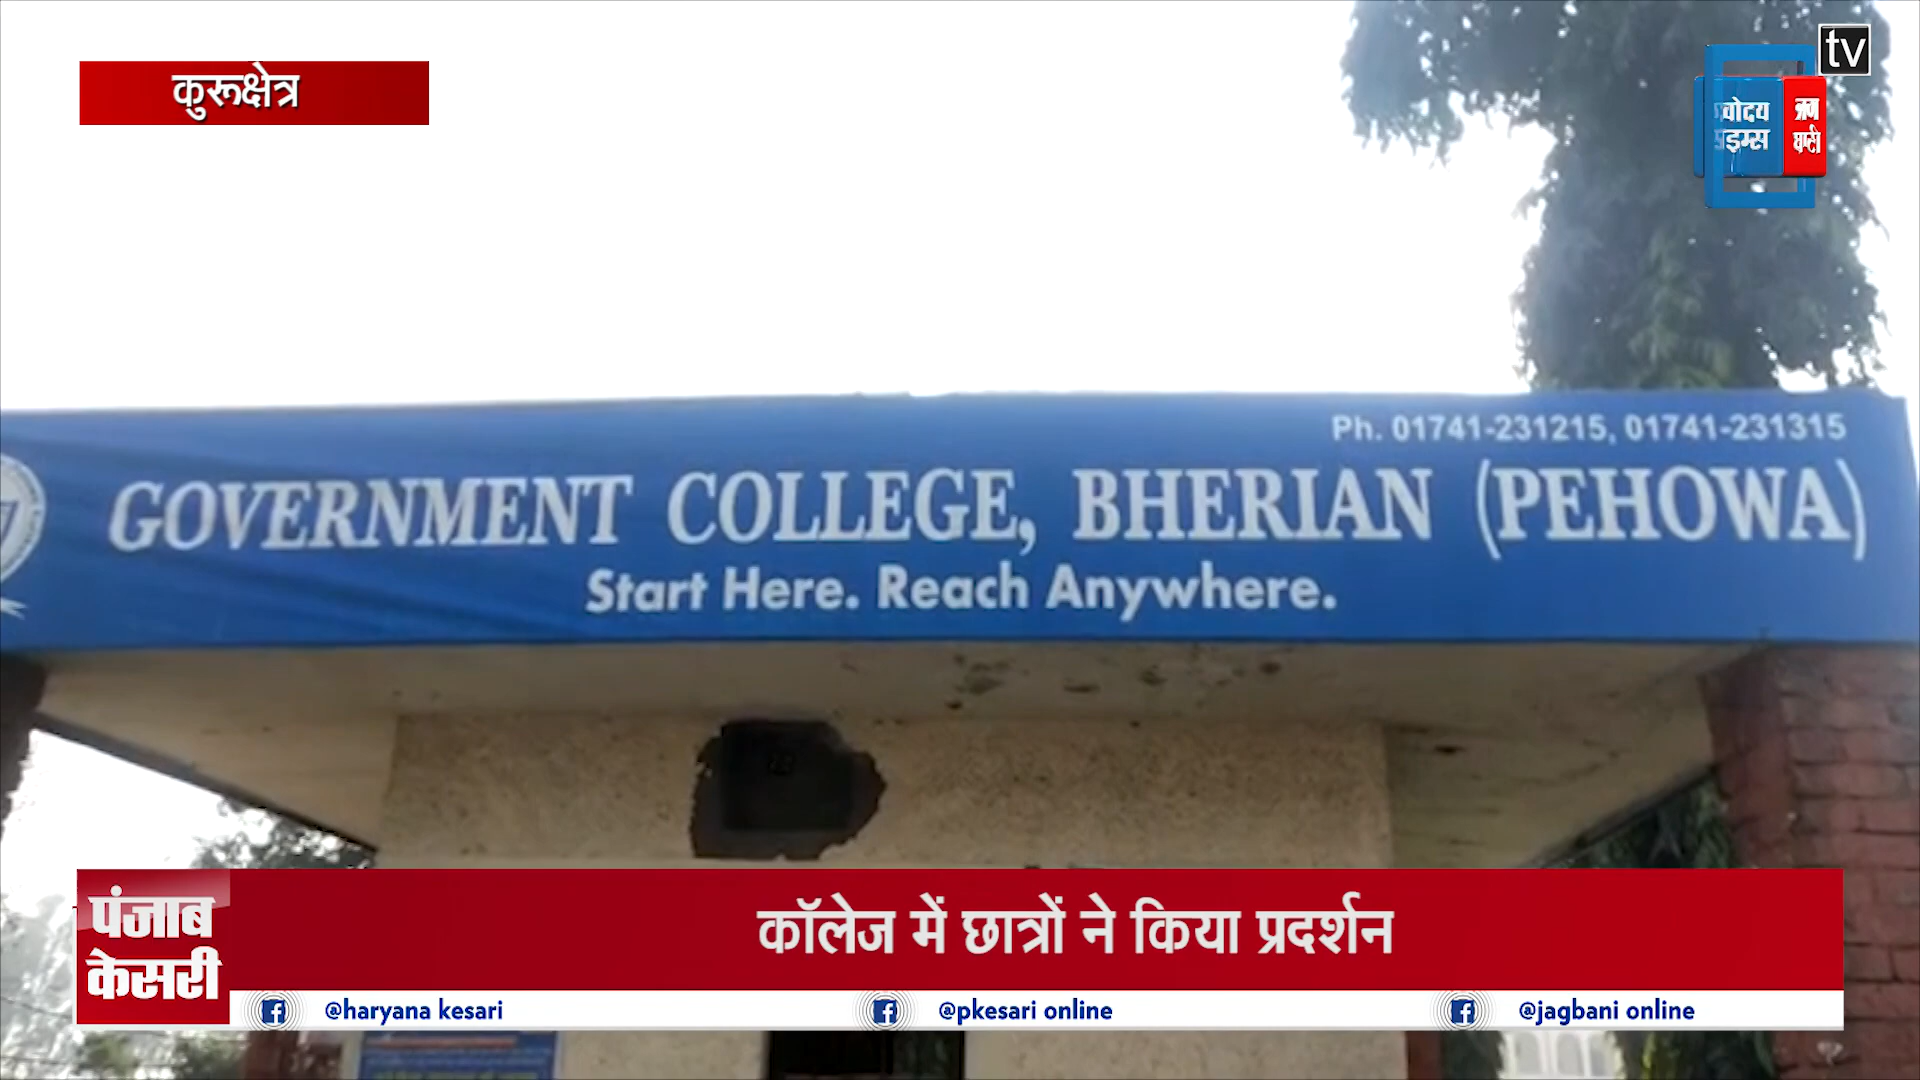 कुरूक्षेत्र
tv
Ph. 01741-231215, 01741-231315
GOVERNMENT COLLEGE, BHERIAN (PEHOWA)
Start Here. Reach Anywhere.
पंजाब
केसरी
कॉलेज में छात्रों ने किया प्रदर्शन
@haryana kesari
@pkesari online
@jagbani online